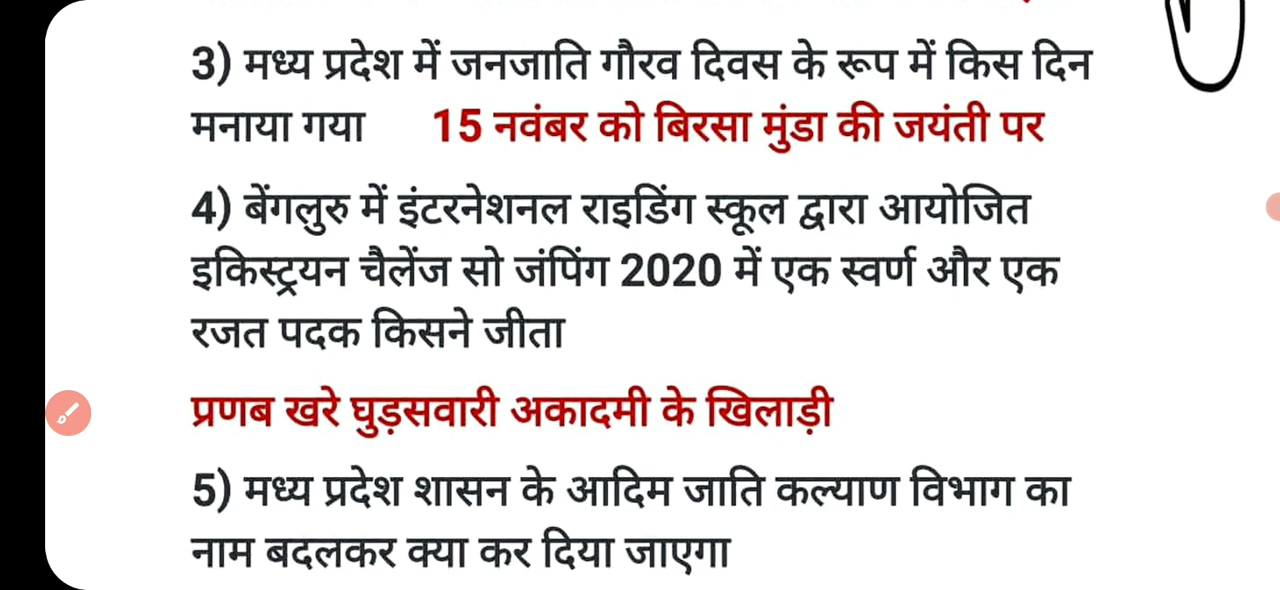 3) मध्य प्रदेश में जनजाति गौरव दिवस के रूप में किस दिन
मनाया गया 15 नवंबर को बिरसा मुंडा की जयंती पर
4) बेंगलुरु में इंटरनेशनल राइडिंग स्कूल द्वारा आयोजित
इकिस्ट्रयन चैलेंज सो जंपिंग 2020 में एक स्वर्ण और एक
रजत पदक किसने जीता
प्रणब खरे घुड़सवारी अकादमी के खिलाड़ी
5) मध्य प्रदेश शासन के आदिम जाति कल्याण विभाग का
नाम बदलकर क्या कर दिया जाएगा